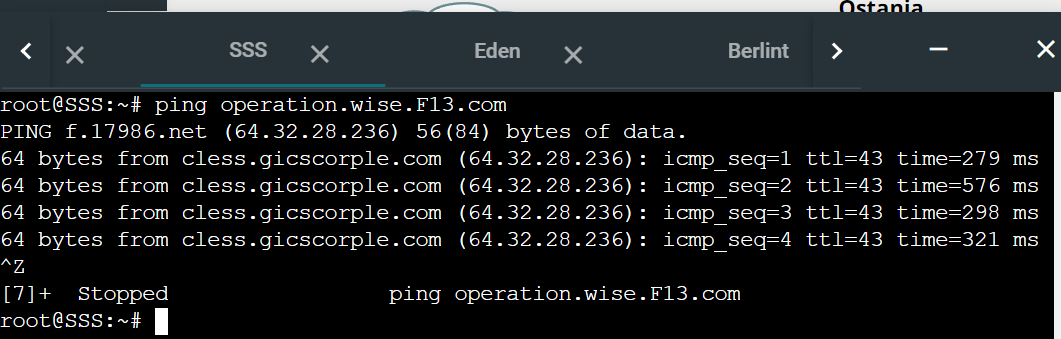 Ostania
SSS
Eden
Berlint
root@SSS:~# ping operation.wise.F13.com
PING f.17986.net (64.32.28.236) 56(84) bytes of data.
64 bytes from cless.gicscorple.com (64.32.28.236): icmp_seq=1 ttl=43 time=279 ms
64 bytes from cless.gicscorple.com (64.32.28.236): icmp_seq=2 ttl=43 time=576 ms
64 bytes from cless.gicscorple.com (64.32.28.236): icmp_seq=3 ttl=43 time=298 ms
64 bytes from cless.gicscorple.com (64.32.28.236): icmp_seq=4 ttl=43 time=321 ms
^Z
[7]+  Stopped                 ping operation.wise.F13.com
root@SSS:~#